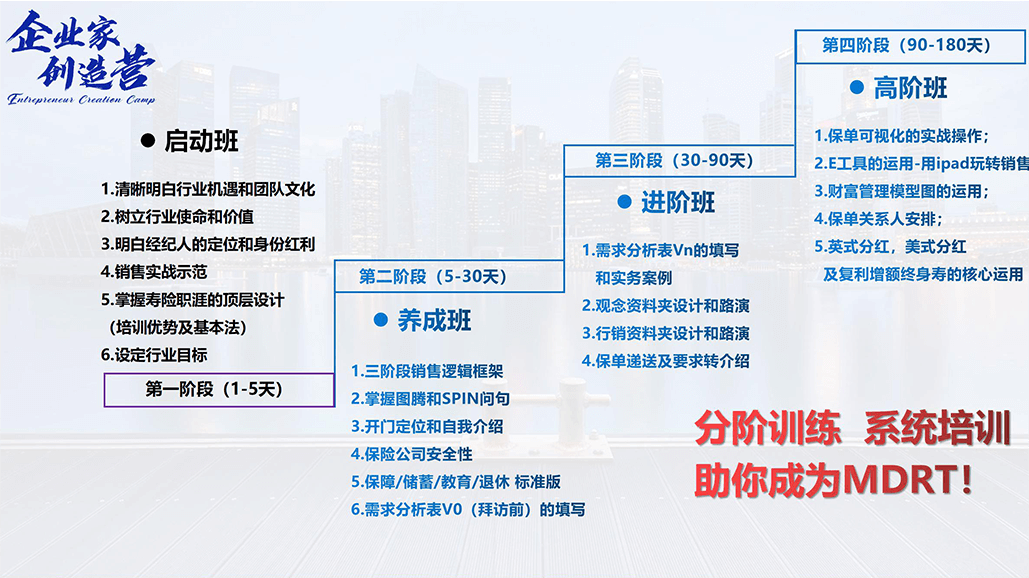 企业家
创造营
Entrepreneur Creation Camp
● 启动班
1.清晰明白行业机遇和团队文化
2.树立行业使命和价值
3.明白经纪人的定位和身份红利
4.销售实战示范
5.掌握寿险职涯的顶层设计
（培训优势及基本法）
6.设定行业目标
第一阶段（1-5天）
第二阶段（5-30天）
● 养成班
1.三阶段销售逻辑框架
2.掌握图腾和SPIN问句
3.开门定位和自我介绍
4.保险公司安全性
5.保障/储蓄/教育/退休 标准版
6.需求分析表V0（拜访前）的填写
第三阶段（30-90天）
● 进阶班
1.需求分析表Vn的填写
和实务案例
2.观念资料夹设计和路演
3.行销资料夹设计和路演
4.保单递送及要求转介绍
第四阶段（90-180天）
● 高阶班
1.保单可视化的实战操作；
2.E工具的运用-用ipad玩转销售
3.财富管理模型图的运用；
4.保单关系人安排；
5.英式分红，美式分红
及复利增额终身寿的核心运用
分阶训练 系统培训
助你成为MDRT！